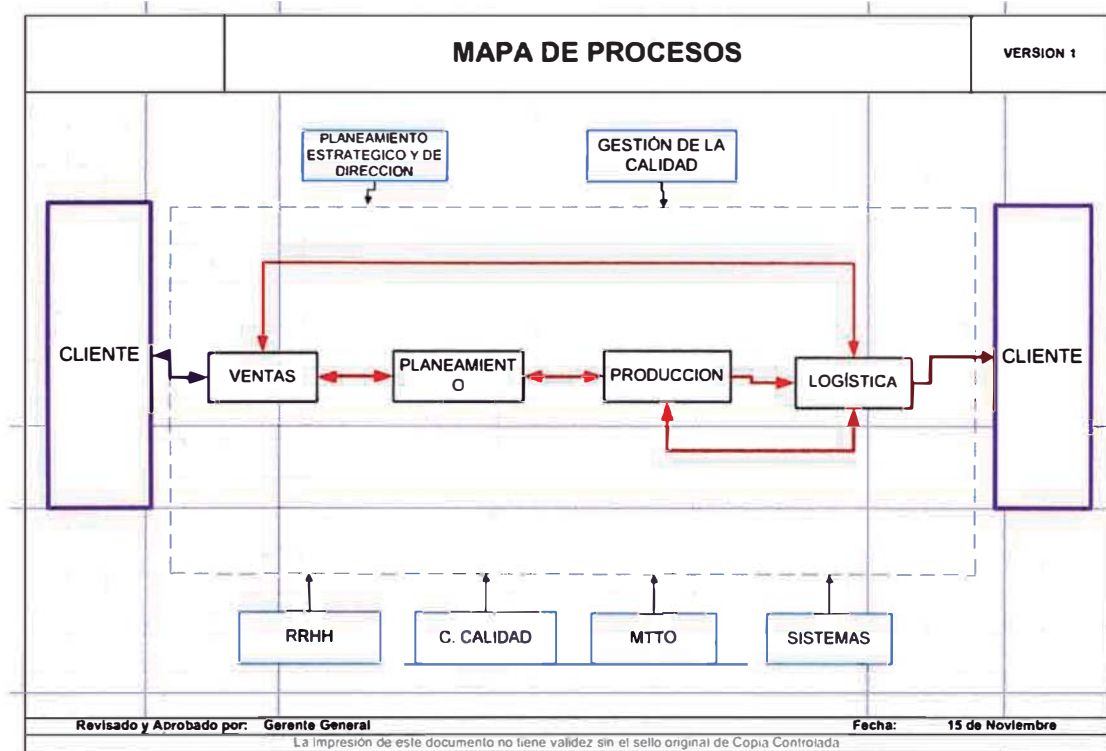 MAPA DE PROCESOS
VERSION 1
PLANEAMIENTO
ESTRATEGICO Y DE
DIRECCION
GESTIÓN DE LA
CALIDAD
CLIENTE
VENTAS
PLANEAMIENT
O
PRODUCCION
LOGÍSTICA
CLIENTE
RRHH
C. CALIDAD
MTTO
SISTEMAS
Revisado y Aprobado por: Gerente General
Fecha: 15 de Noviembre
La impresión de este documento no tiene validez sin el sello original de Copia Controlada